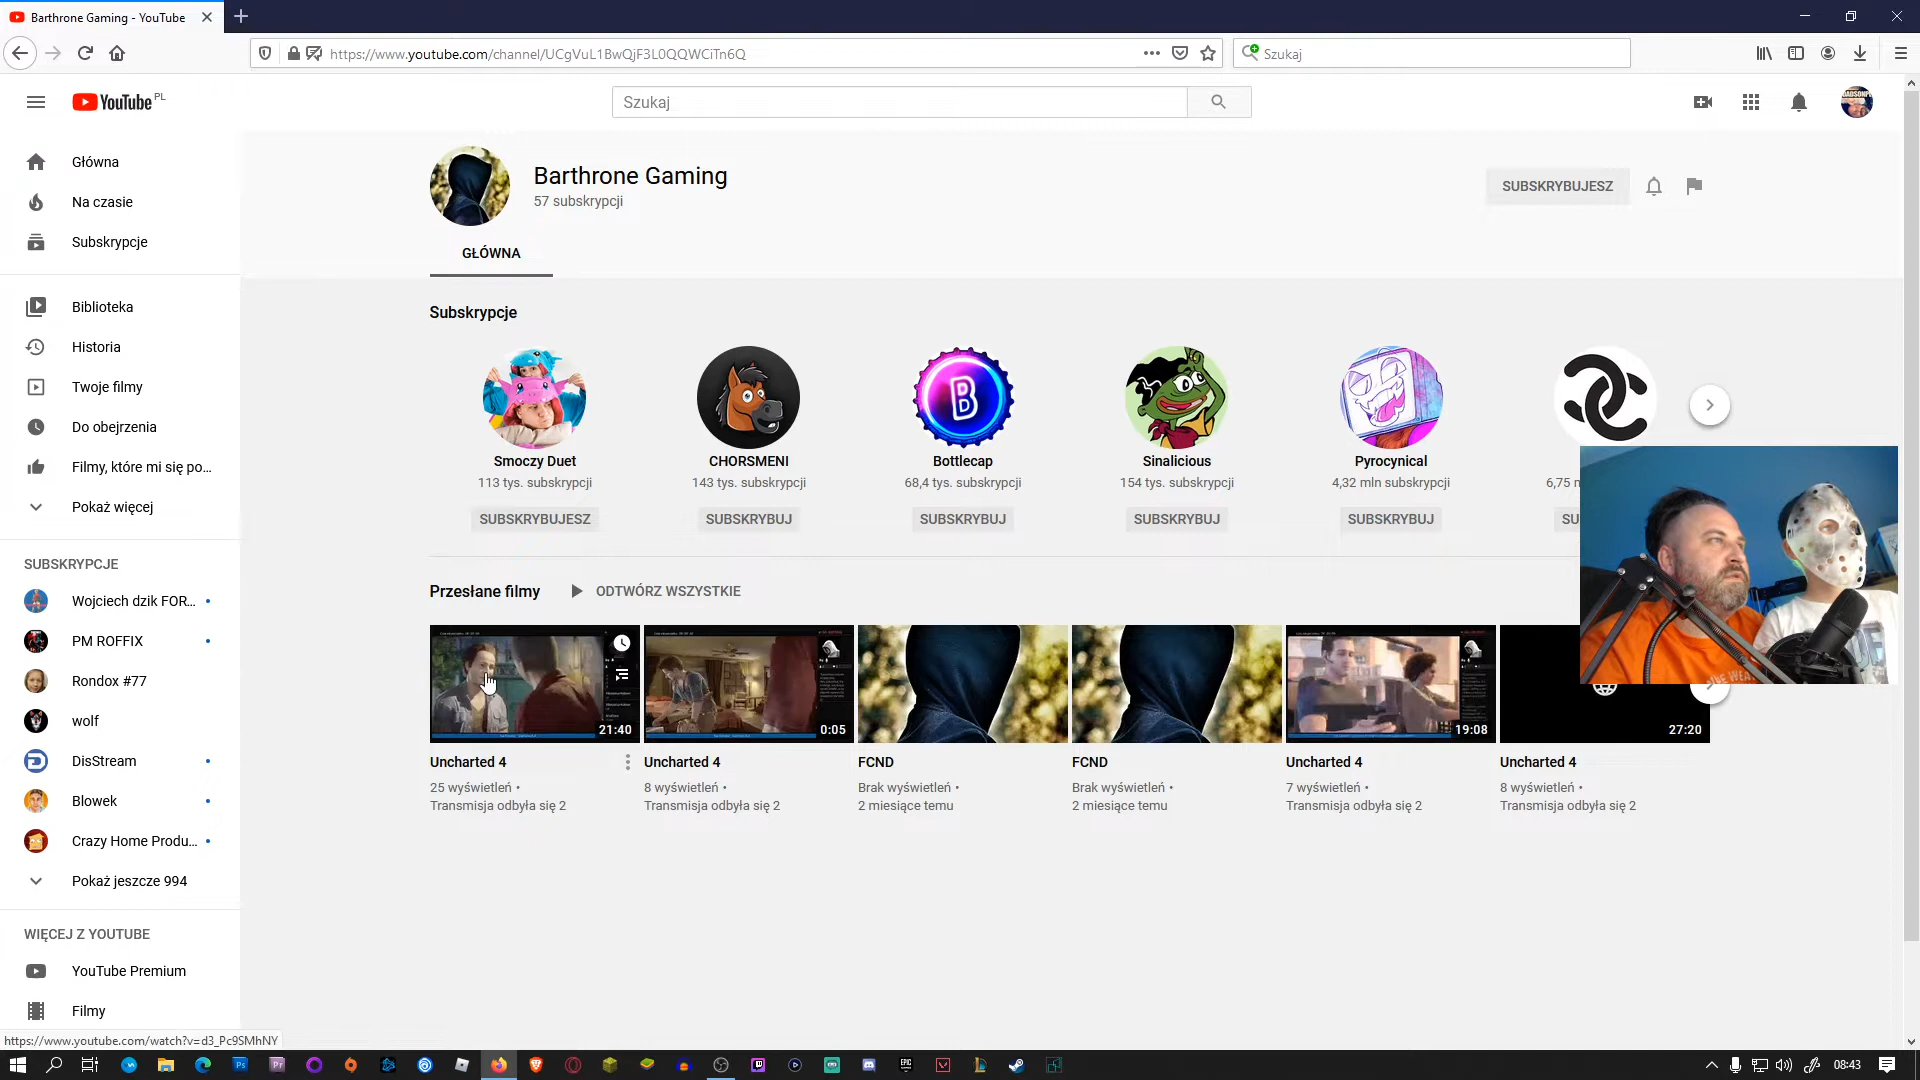 Barthrone Gaming - YouTube
https://www.youtube.com/channel/UCgVuL1BwQjF3L0QQWCiTn6Q
Szukaj
YouTube PL
Szukaj
Główna
Na czasie
Subskrypcje
Biblioteka
Historia
Twoje filmy
Do obejrzenia
Filmy, które mi się po...
Pokaż więcej
SUBSKRYPCJE
Wojciech dzik FOR...
PM ROFFIX
Rondox #77
wolf
DisStream
Blowek
Crazy Home Produ...
Pokaż jeszcze 994
WIĘCEJ Z YOUTUBE
YouTube Premium
Filmy
Barthrone Gaming
57 subskrypcji
SUBSKRYBUJESZ
GŁÓWNA
Subskrypcje
Smoczy Duet
113 tys. subskrypcji
SUBSKRYBUJESZ
CHORSMENI
143 tys. subskrypcji
SUBSKRYBUJ
Bottlecap
68,4 tys. subskrypcji
SUBSKRYBUJ
Sinalicious
154 tys. subskrypcji
SUBSKRYBUJ
Pyrocynical
4,32 mln subskrypcji
SUBSKRYBUJ
6,75
SU
Przesłane filmy
ODTWÓRZ WSZYSTKIE
21:40
Uncharted 4
25 wyświetleń •
Transmisja odbyła się 2
0:05
Uncharted 4
8 wyświetleń •
Transmisja odbyła się 2
FCND
Brak wyświetleń •
2 miesiące temu
FCND
Brak wyświetleń •
2 miesiące temu
19:08
Uncharted 4
7 wyświetleń •
Transmisja odbyła się 2
27:20
Uncharted 4
8 wyświetleń •
Transmisja odbyła się 2
https://www.youtube.com/watch?v=d3_Pc9SMhNY
08:43